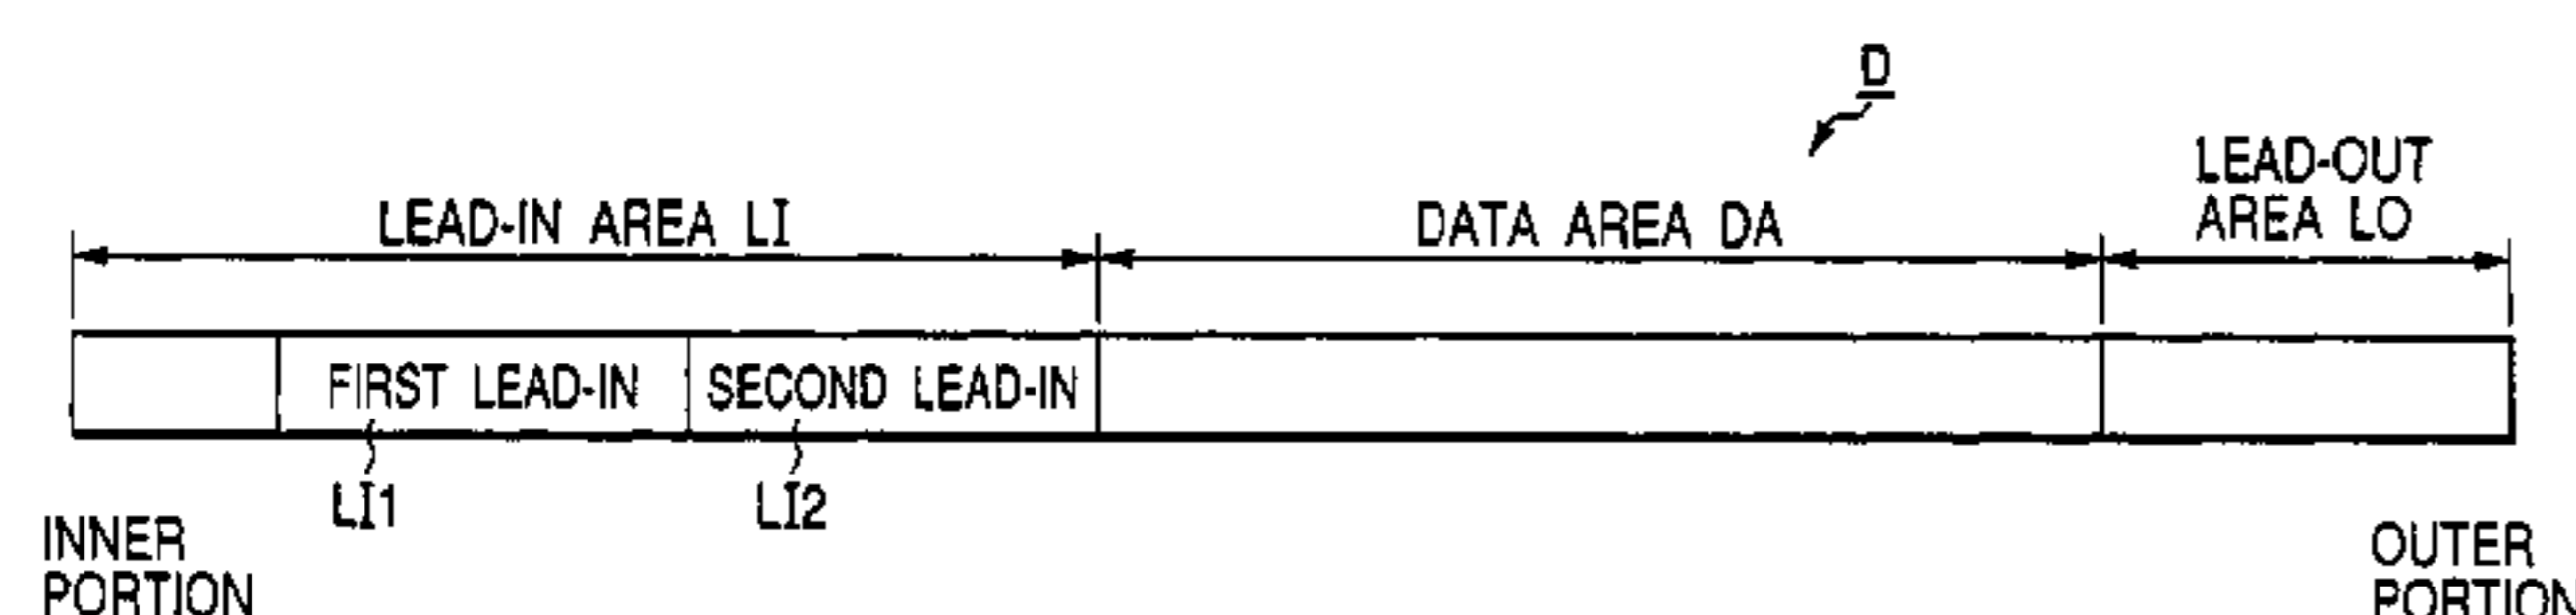 D
LEAD-OUT
AREA LO
LEAD-IN AREA LI
DATA AREA DA
FIRST LEAD-IN
SECOND LEAD-IN
LI1
LI2
INNER
PORTION
OUTER
PORTION